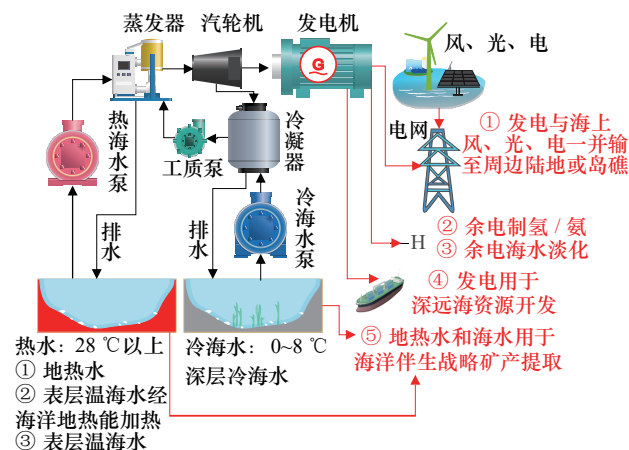 蒸发器
汽轮机
发电机
G
风、光、电
热海水泵
工质泵
冷凝器
冷海水泵
电网
① 发电与海上
风、光、电一并输
至周边陆地或岛礁
排水
排水
H
② 余电制氢 / 氨
③ 余电海水淡化
④ 发电用于
深远海资源开发
⑤ 地热水和海水用于
海洋伴生战略矿产提取
热水：28 ℃以上
① 地热水
② 表层温海水经
海洋地热能加热
③ 表层温海水
冷海水：0~8 ℃
深层冷海水